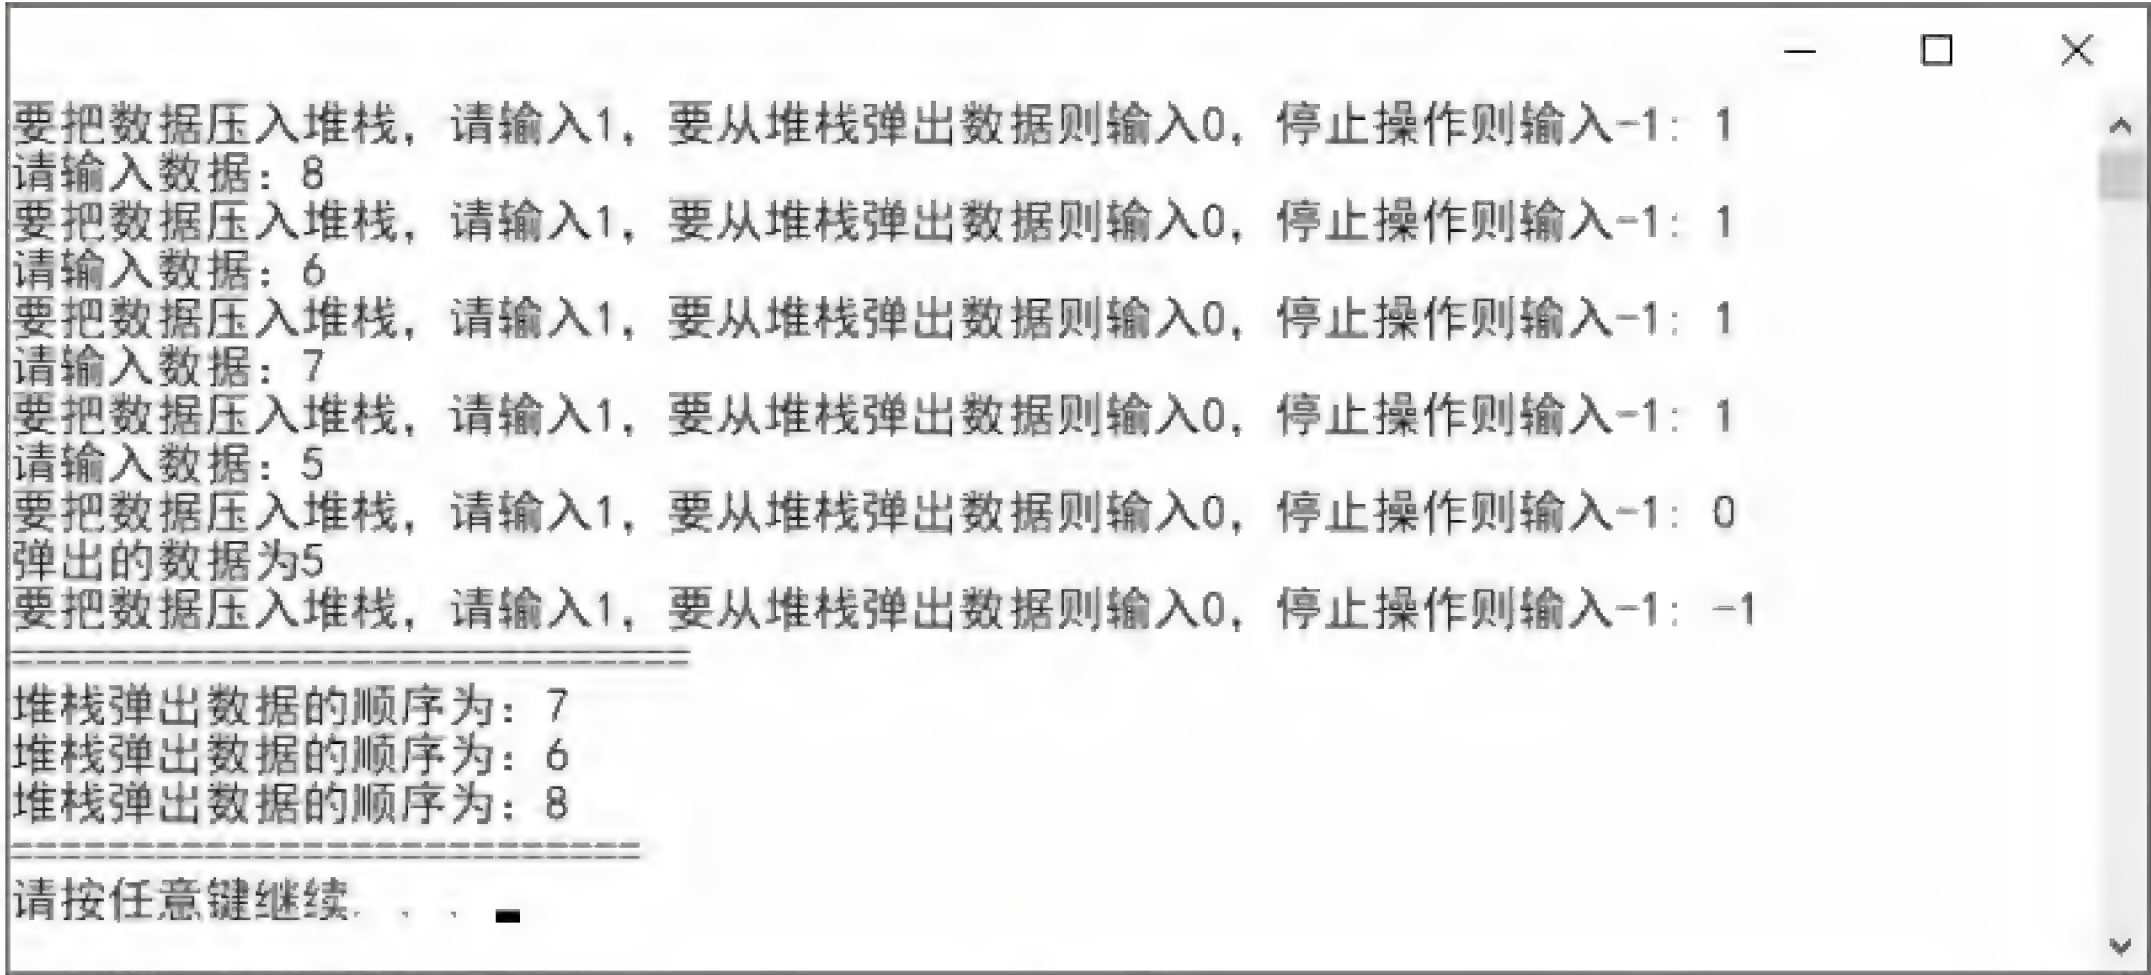 要把数据压入堆栈，请输入1，要从堆栈弹出数据则输入0，停止操作则输入-1： 1
请输入数据：8
要把数据压入堆栈，请输入1，要从堆栈弹出数据则输入0，停止操作则输入-1： 1
请输入数据：6
要把数据压入堆栈，请输入1，要从堆栈弹出数据则输入0，停止操作则输入-1： 1
请输入数据：7
要把数据压入堆栈，请输入1，要从堆栈弹出数据则输入0，停止操作则输入-1： 1
请输入数据：5
要把数据压入堆栈，请输入1，要从堆栈弹出数据则输入0，停止操作则输入-1： 0
弹出的数据为5
要把数据压入堆栈，请输入1，要从堆栈弹出数据则输入0，停止操作则输入-1： -1
============================
堆栈弹出数据的顺序为：7
堆栈弹出数据的顺序为：6
堆栈弹出数据的顺序为：8
==========================
请按任意键继续. . .